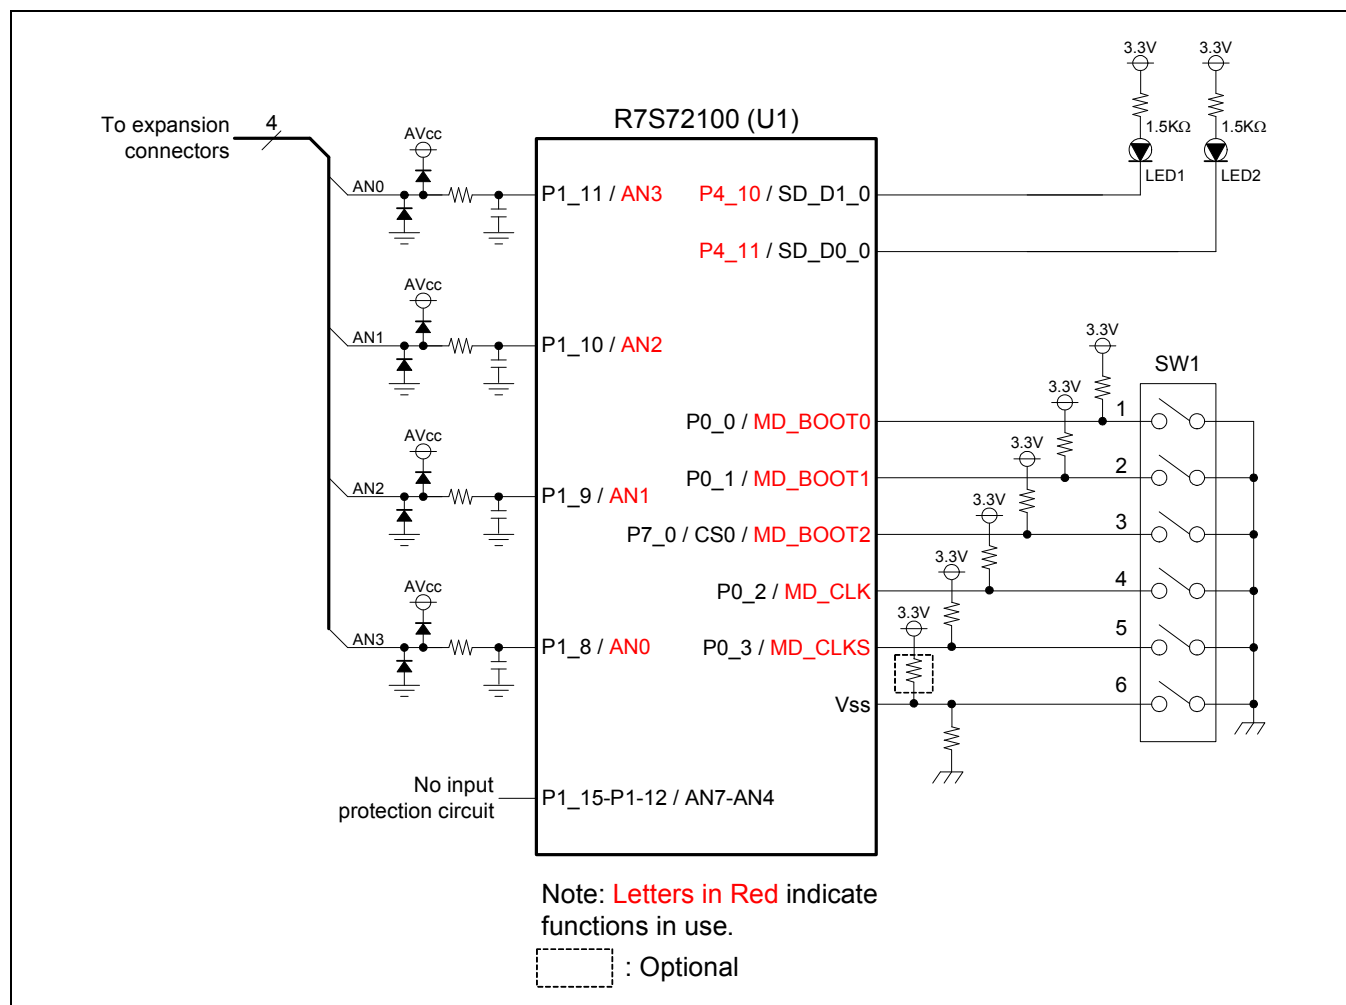 3.3V 3.3V
R7S72100 (U1)
To expansion
connectors
4
1.5KΩ 1.5KΩ
LED1 LED2
AVcc
AN0
P1_11 / AN3
P4_10 / SD_D1_0
P4_11 / SD_D0_0
AVcc
AN1
P1_10 / AN2
3.3V
SW1
3.3V
1
P0_0 / MD_BOOT0
3.3V
2
P0_1 / MD_BOOT1
AVcc
AN2
P1_9 / AN1
3.3V
3
P7_0 / CS0 / MD_BOOT2
3.3V
4
P0_2 / MD_CLK
AVcc
AN3
P1_8 / AN0
3.3V
5
P0_3 / MD_CLKS
6
Vss
No input
protection circuit
P1_15-P1-12 / AN7-AN4
Note: Letters in Red indicate
functions in use.
: Optional